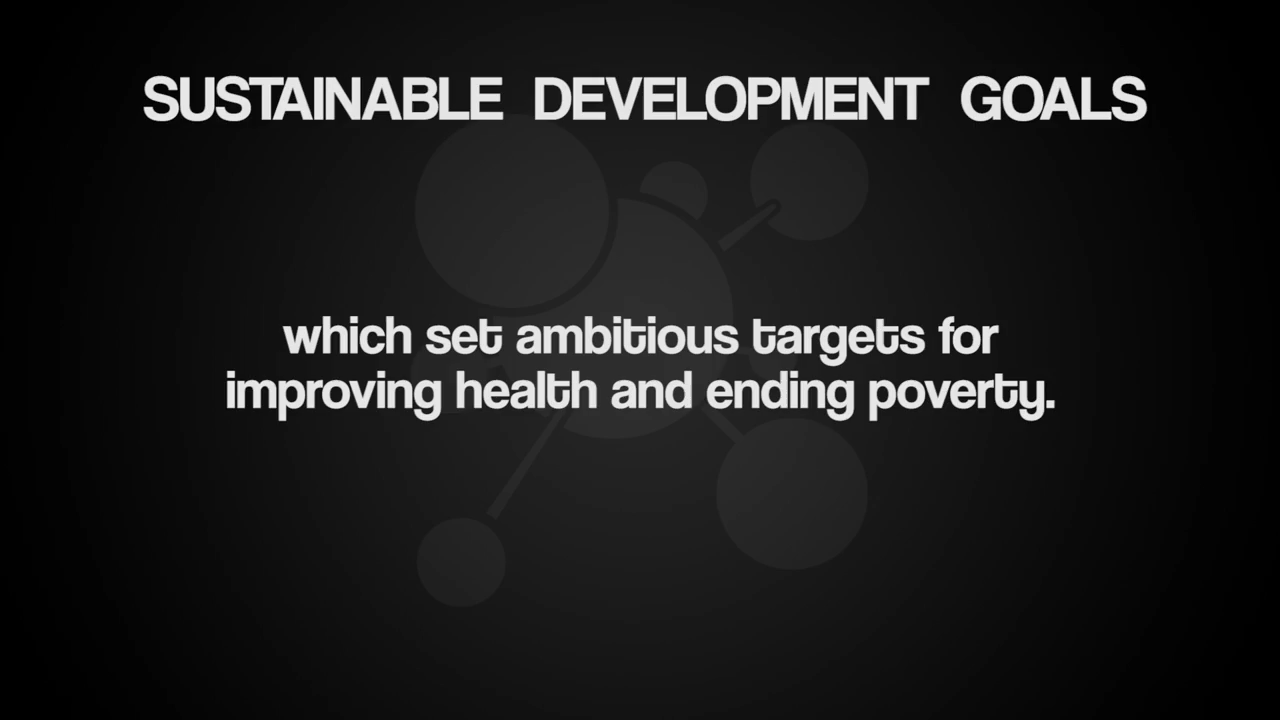 SUSTAINABLE DEVELOPMENT GOALS
which set ambitious targets for
improving health and ending poverty.